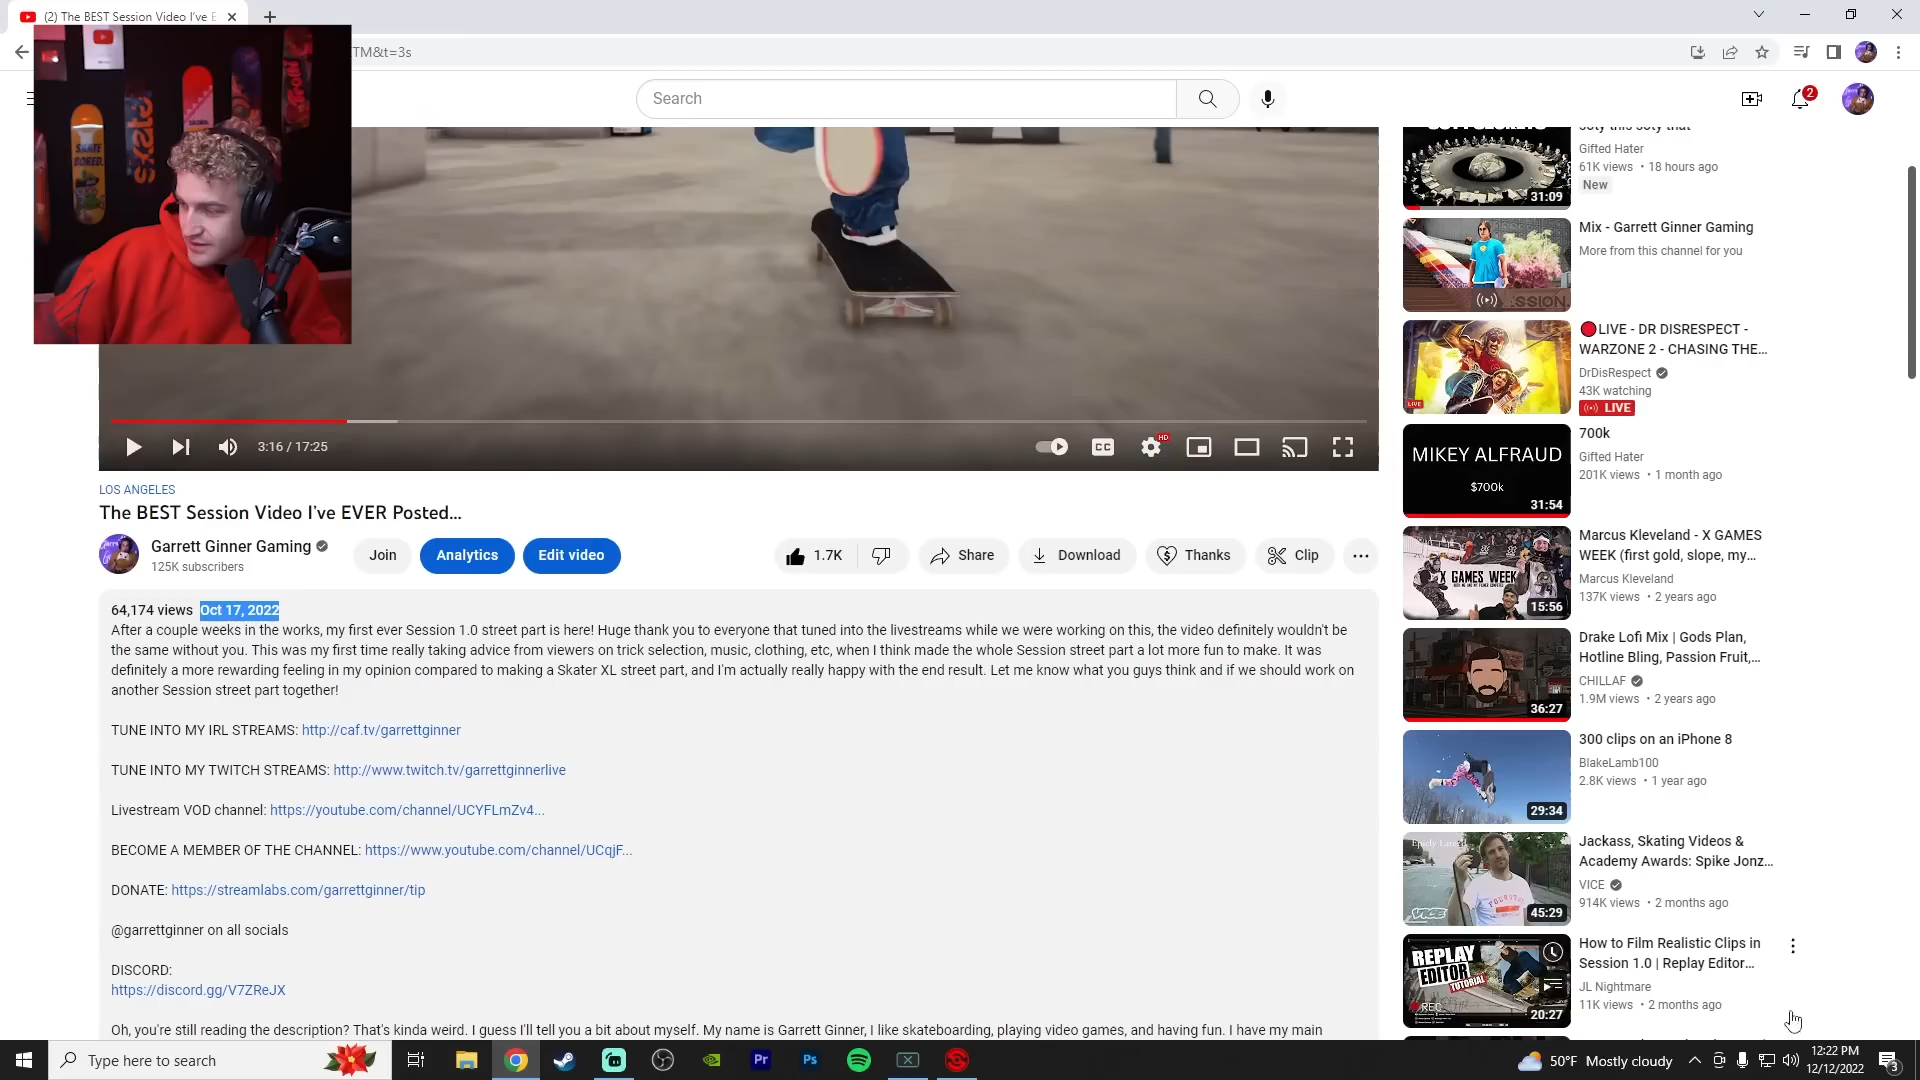 (2) The BEST Session Video I've E
TM&t=3s
Search
2
SKATE
BORED.
skate
31:09
Gifted Hater
61K views • 18 hours ago
New
Mix - Garrett Ginner Gaming
More from this channel for you
SSION
LIVE - DR DISRESPECT -
WARZONE 2 - CHASING THE...
DrDisRespect
43K watching
LIVE
LIVE
700k
Gifted Hater
201K views • 1 month ago
MIKEY ALFRAUD
$700k
31:54
3:16 / 17:25
CC
HD
LOS ANGELES
The BEST Session Video I've EVER Posted...
Garrett Ginner Gaming
125K subscribers
Join
Analytics
Edit video
1.7K
Share
Download
Thanks
Clip
Marcus Kleveland - X GAMES
WEEK (first gold, slope, my...
Marcus Kleveland
137K views • 2 years ago
X GAMES WEEK
15:56
64,174 views Oct 17, 2022
After a couple weeks in the works, my first ever Session 1.0 street part is here! Huge thank you to everyone that tuned into the livestreams while we were working on this, the video definitely wouldn't be
the same without you. This was my first time really taking advice from viewers on trick selection, music, clothing, etc, when I think made the whole Session street part a lot more fun to make. It was
definitely a more rewarding feeling in my opinion compared to making a Skater XL street part, and I'm actually really happy with the end result. Let me know what you guys think and if we should work on
another Session street part together!
TUNE INTO MY IRL STREAMS: http://caf.tv/garrettginner
TUNE INTO MY TWITCH STREAMS: http://www.twitch.tv/garrettginnerlive
Livestream VOD channel: https://youtube.com/channel/UCYFLmZv4...
BECOME A MEMBER OF THE CHANNEL: https://www.youtube.com/channel/UCqjF...
DONATE: https://streamlabs.com/garrettginner/tip
@garrettginner on all socials
DISCORD:
https://discord.gg/V7ZReJX
Oh, you're still reading the description? That's kinda weird. I guess I'll tell you a bit about myself. My name is Garrett Ginner, I like skateboarding, playing video games, and having fun. I have my main
Drake Lofi Mix | Gods Plan,
Hotline Bling, Passion Fruit,...
CHILLAF
1.9M views • 2 years ago
36:27
300 clips on an iPhone 8
BlakeLamb100
2.8K views • 1 year ago
29:34
Jackass, Skating Videos &
Academy Awards: Spike Jonz...
VICE
914K views • 2 months ago
VICE
45:29
How to Film Realistic Clips in
Session 1.0 | Replay Editor...
JL Nightmare
11K views • 2 months ago
REPLAY
EDITOR
TUTORIAL
REC
20:27
Type here to search
Pr
Ps
50°F Mostly cloudy
12:22 PM
12/12/2022
3